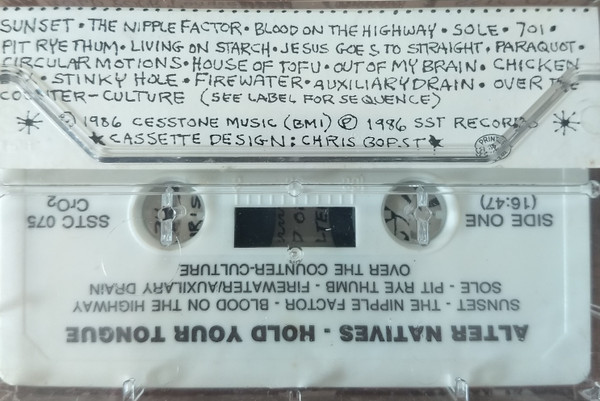 SUNSET · THE NIPPLE FACTOR · BLOOD ON THE HIGHWAY · SOLE · 701 ·
PIT RYE THUM · LIVING ON STARCH · JESUS GOES TO STRAIGHT · PARAQUOT ·
CIRCULAR MOTIONS · HOUSE OF TOFU · OUT OF MY BRAIN · CHICKEN
· STINKY HOLE · FIREWATER · AUXILIARY DRAIN · OVER THE
COUNTER-CULTURE (SEE LABEL FOR SEQUENCE)
© 1986 CESSTONE MUSIC (BMI) ℗ 1986 SST RECORDS
★ CASSETTE DESIGN: CHRIS BOPST ★
ALTER NATIVES - HOLD YOUR TONGUE
SUNSET - THE NIPPLE FACTOR - BLOOD ON THE HIGHWAY
SOLE - PIT RYE THUMB - FIREWATER/AUXILARY DRAIN
OVER THE COUNTER-CULTURE
SIDE ONE
(16:47)
SSTC 075
CrO₂